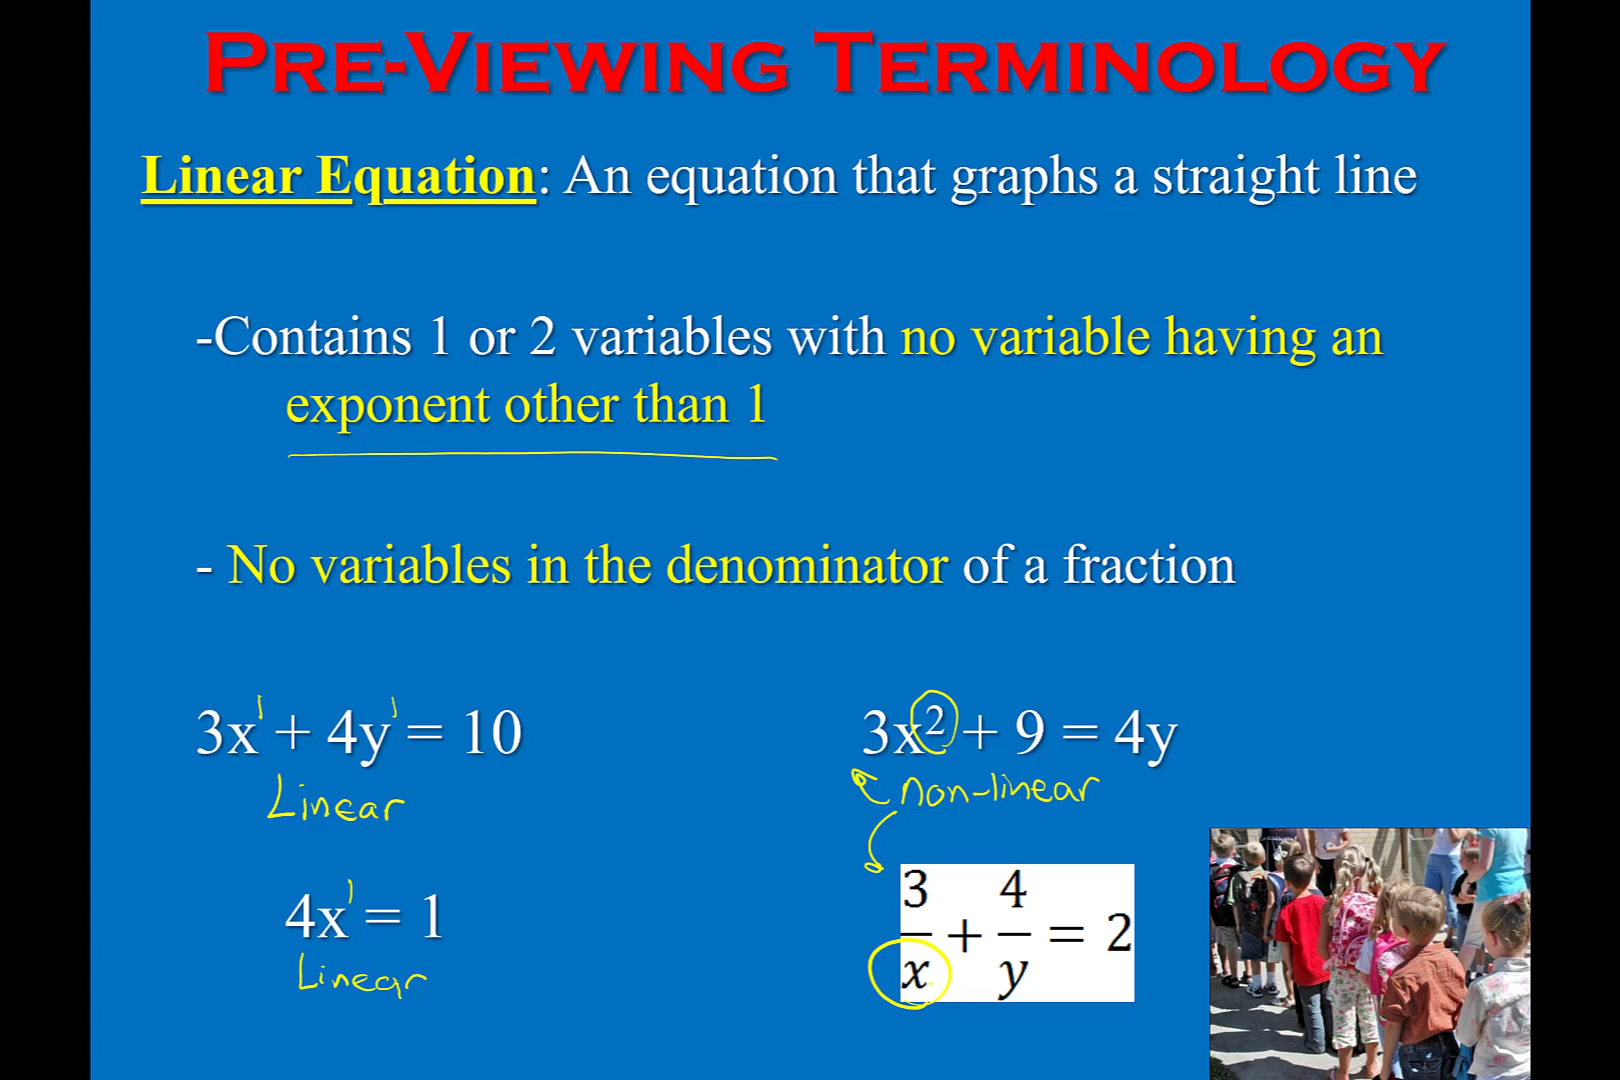 PRE-VIEWING TERMINOLOGY
Linear Equation: An equation that graphs a straight line
-Contains 1 or 2 variables with no variable having an
exponent other than 1
- No variables in the denominator of a fraction
3x¹ + 4y¹ = 10
Linear
3x² + 9 = 4y
non-linear
4x¹ = 1
Linear
3/x + 4/y = 2